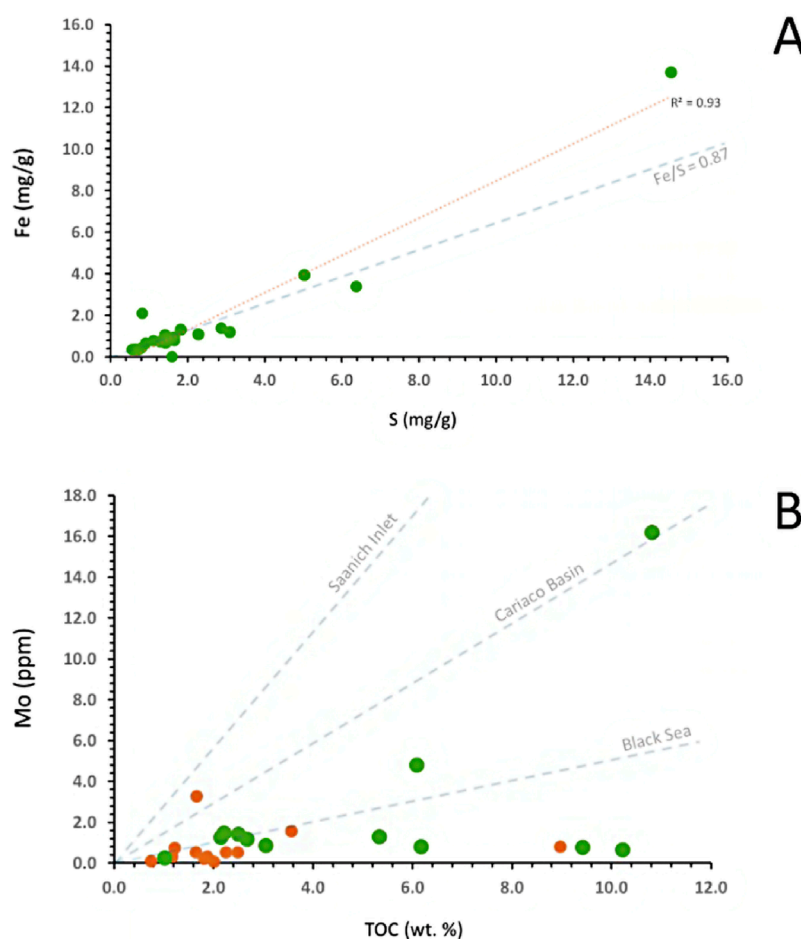 A
16.0
14.0
12.0
10.0
8.0
6.0
4.0
2.0
0.0
Fe (mg/g)
R² = 0.93
Fe/S = 0.87
0.0 2.0 4.0 6.0 8.0 10.0 12.0 14.0 16.0
S (mg/g)
B
18.0
16.0
14.0
12.0
10.0
8.0
6.0
4.0
2.0
0.0
Mo (ppm)
Saanich Inlet
Cariaco Basin
Black Sea
0.0 2.0 4.0 6.0 8.0 10.0 12.0
TOC (wt. %)